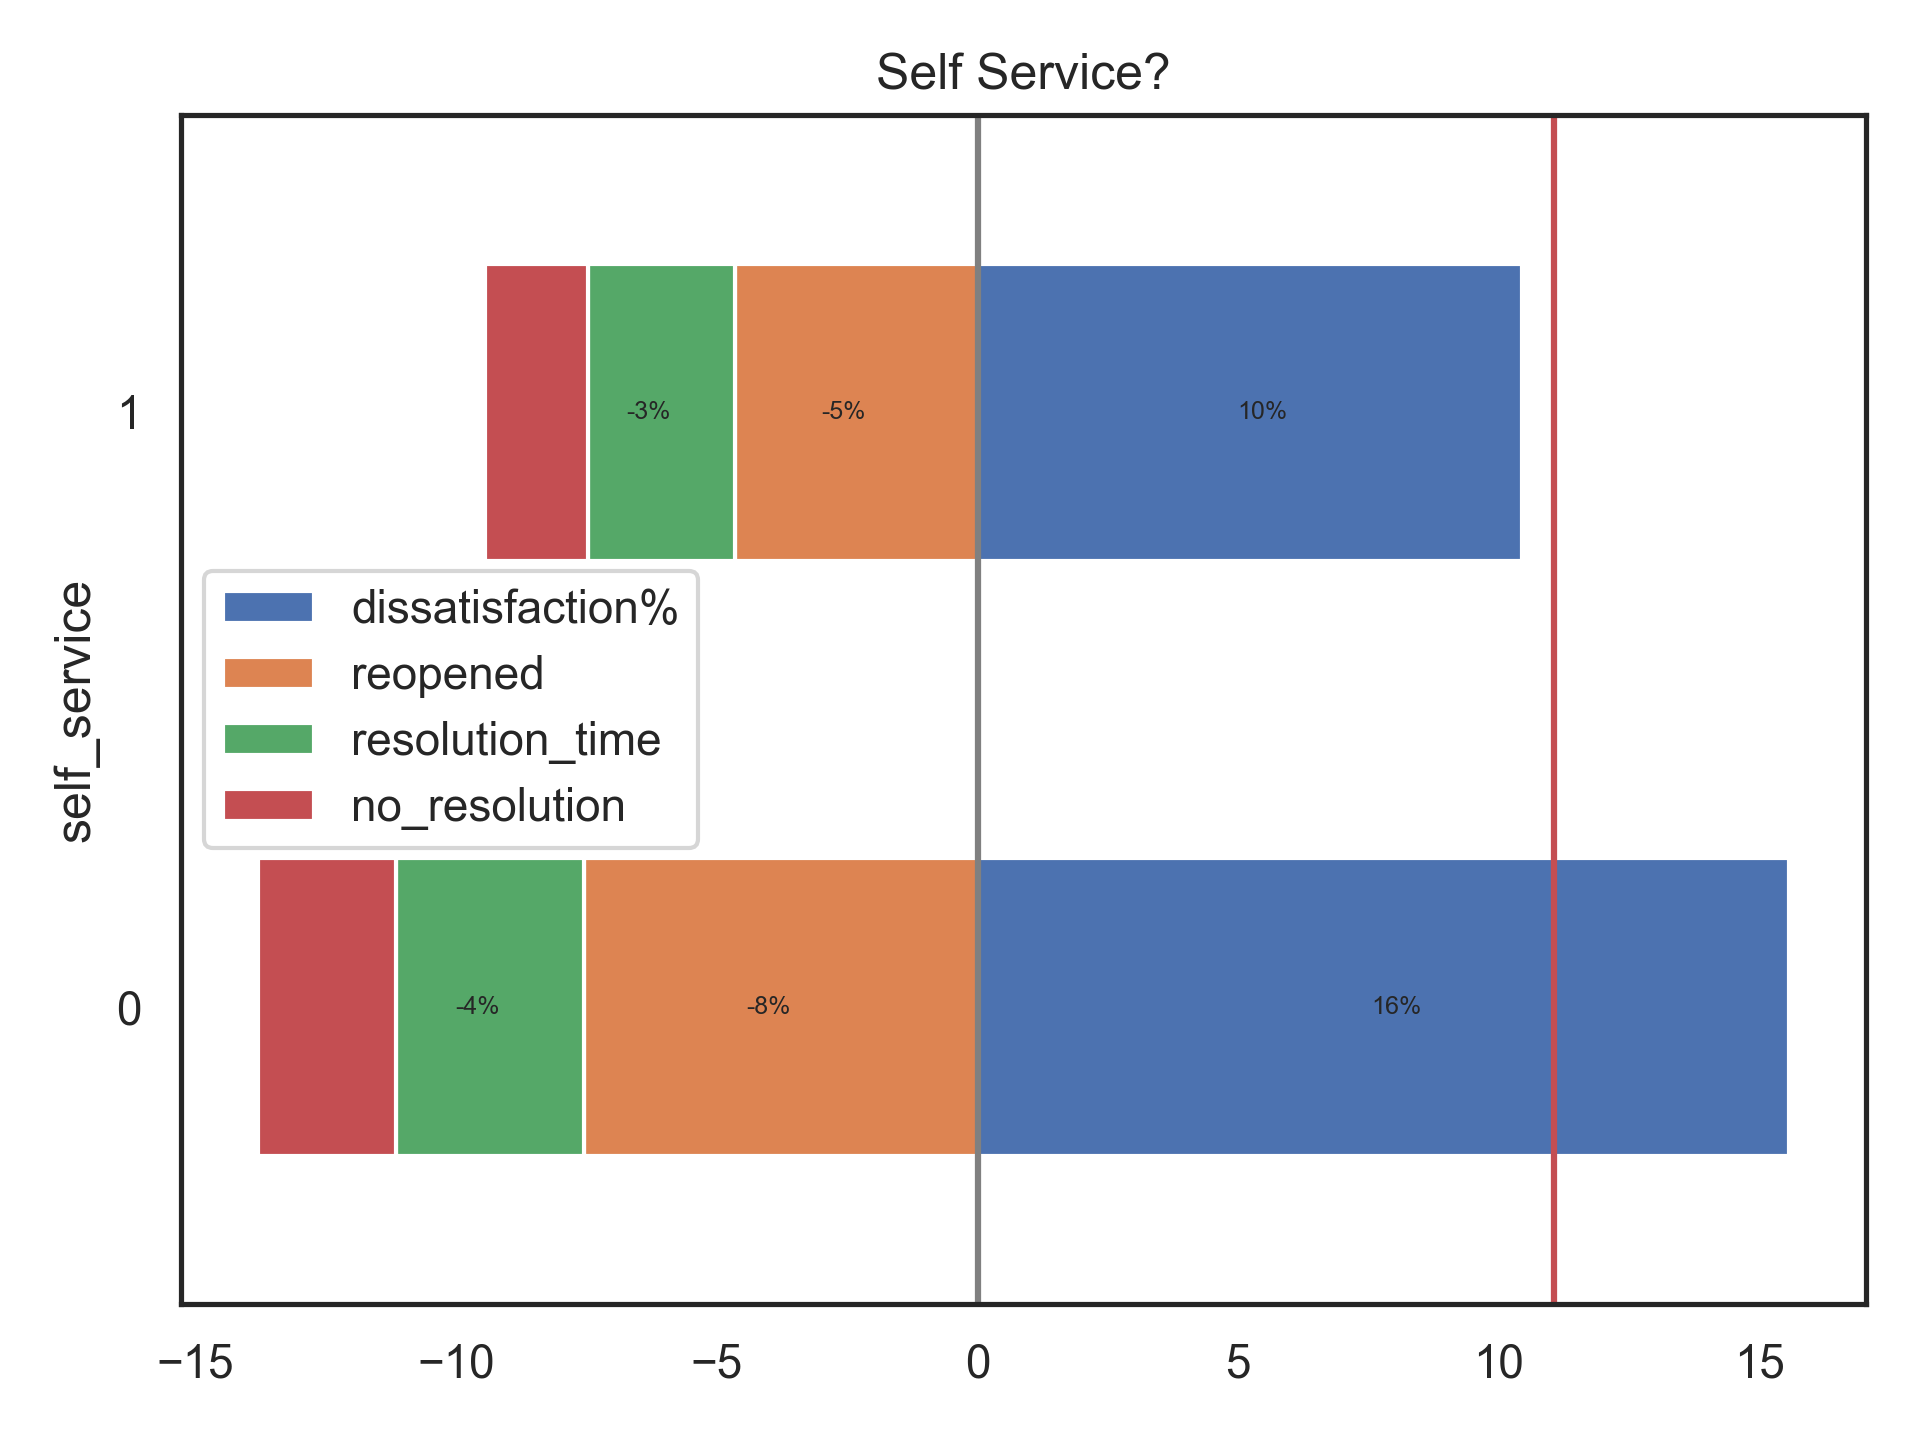 Self Service?
1
-3%
-5%
10%
dissatisfaction%
reopened
resolution_time
no_resolution
self_service
0
-4%
-8%
16%
−15
−10
−5
0
5
10
15